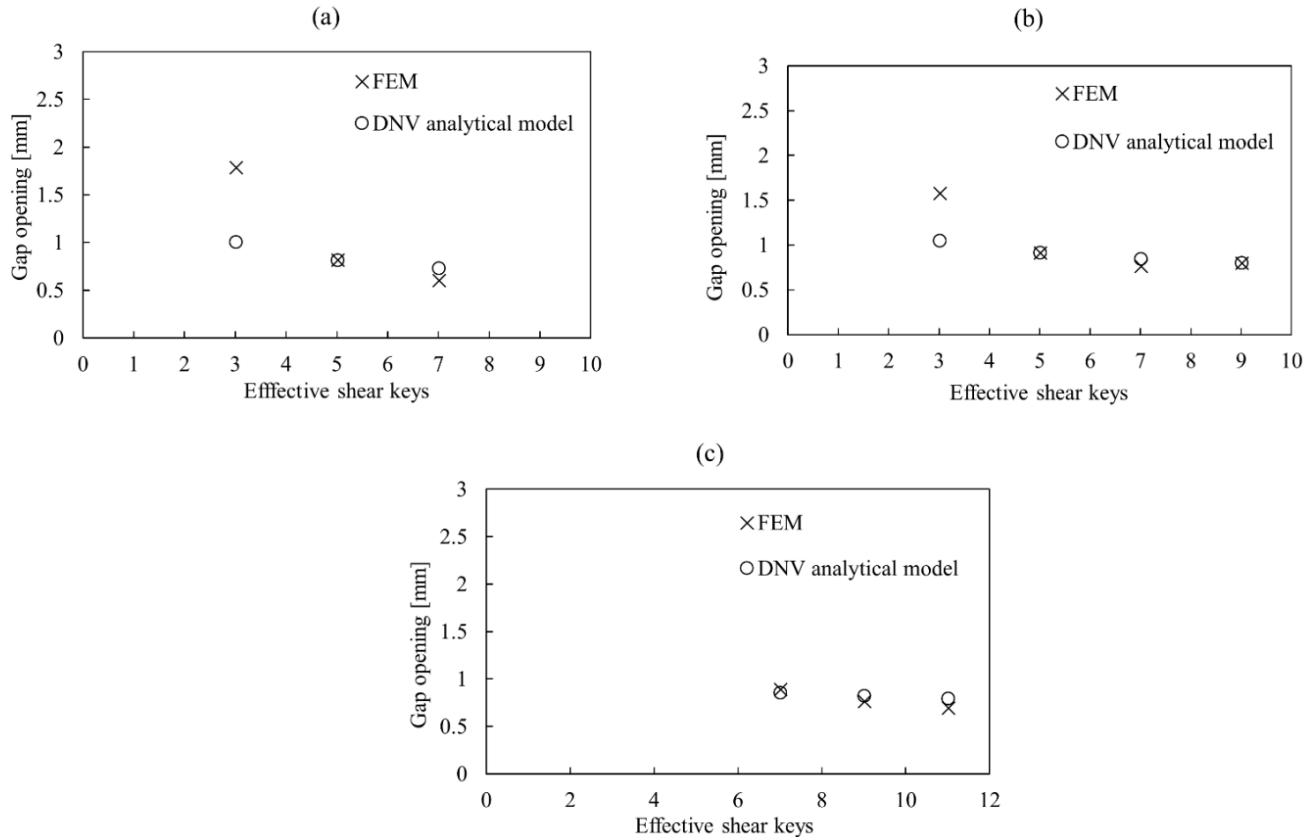 (a)
3
2.5
2
1.5
1
0.5
0
Gap opening [mm]
FEM
DNV analytical model
0 1 2 3 4 5 6 7 8 9 10
Efffective shear keys
(b)
3
2.5
2
1.5
1
0.5
0
Gap opening [mm]
FEM
DNV analytical model
0 1 2 3 4 5 6 7 8 9 10
Effective shear keys
(c)
3
2.5
2
1.5
1
0.5
0
Gap opening [mm]
FEM
DNV analytical model
0 2 4 6 8 10 12
Effective shear keys